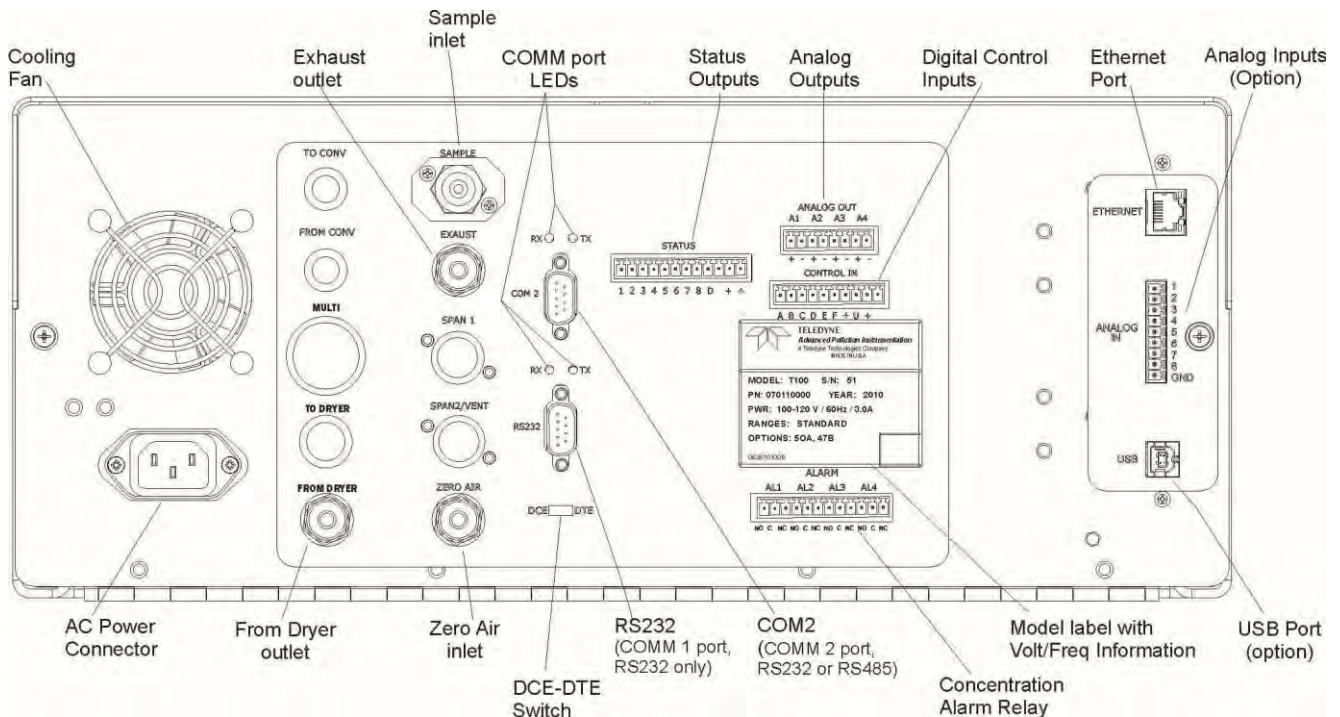 Sample
inlet
Cooling
Fan
Exhaust
outlet
COMM port
LEDs
Status
Outputs
Analog
Outputs
Digital Control
Inputs
Ethernet
Port
Analog Inputs
(Option)
TO CONV
SAMPLE
FROM CONV
EXAUST
MULTI
SPAN 1
TO DRYER
SPAN2/VENT
FROM DRYER
ZERO AIR
RX TX
COM 2
RX TX
RS232
DCE DTE
STATUS
1 2 3 4 5 6 7 8 D +
ANALOG OUT
A1 A2 A3 A4
+ - + - + - + -
CONTROL IN
A B C D E F U +
TELEDYNE
Advanced Pollution Instrumentation
A Teledyne Technologies Company
MADE IN USA
MODEL: T100 S/N: 51
PN: 070110000 YEAR: 2010
PWR: 100-120 V / 60Hz / 3.0A
RANGES: STANDARD
OPTIONS: 50A, 47B
ALARM
AL1 AL2 AL3 AL4
NO C NC NO C NC NO C NC NO C NC
ETHERNET
ANALOG
IN
1
2
3
4
5
6
7
8
GND
USB
AC Power
Connector
From Dryer
outlet
Zero Air
inlet
DCE-DTE
Switch
RS232
(COMM 1 port,
RS232 only)
COM2
(COMM 2 port,
RS232 or RS485)
Concentration
Alarm Relay
Model label with
Volt/Freq Information
USB Port
(option)